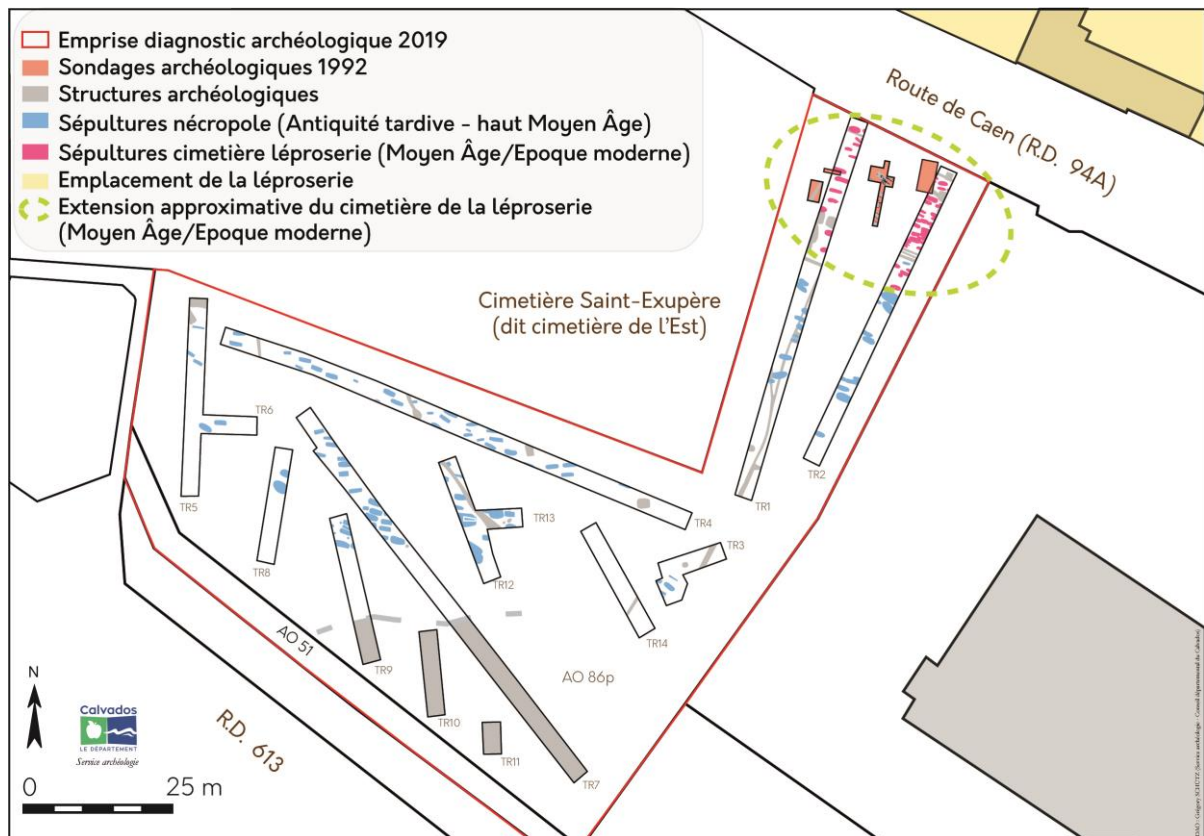 Emprise diagnostic archéologique 2019
Sondages archéologiques 1992
Structures archéologiques
Sépultures nécropole (Antiquité tardive - haut Moyen Âge)
Sépultures cimetière léproserie (Moyen Âge/Epoque moderne)
Emplacement de la léproserie
Extension approximative du cimetière de la léproserie
(Moyen Âge/Epoque moderne)
Route de Caen (R.D. 94A)
Cimetière Saint-Exupère
(dit cimetière de l'Est)
TR6
TR5
TR8
TR13
TR12
TR4
TR1
TR2
TR3
TR14
TR9
TR10
TR11
TR7
AO 51
AO 86p
R.D. 613
N
Calvados
LE DÉPARTEMENT
Service archéologie
0 25 m